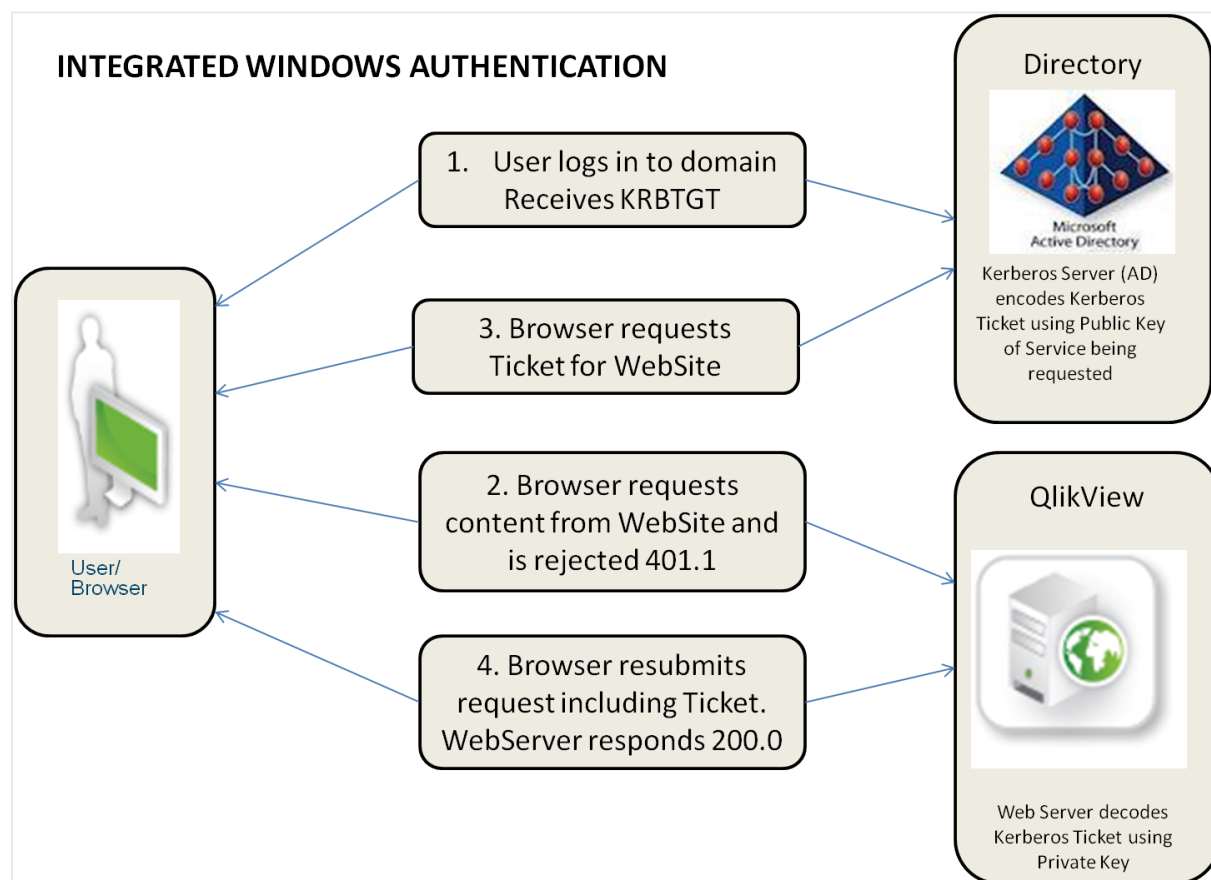 INTEGRATED WINDOWS AUTHENTICATION
Directory
Microsoft
Active Directory
Kerberos Server (AD)
encodes Kerberos
Ticket using Public Key
of Service being
requested
1. User logs in to domain
Receives KRBTGT
3. Browser requests
Ticket for WebSite
2. Browser requests
content from WebSite and
is rejected 401.1
4. Browser resubmits
request including Ticket.
WebServer responds 200.0
User/
Browser
QlikView
Web Server decodes
Kerberos Ticket using
Private Key